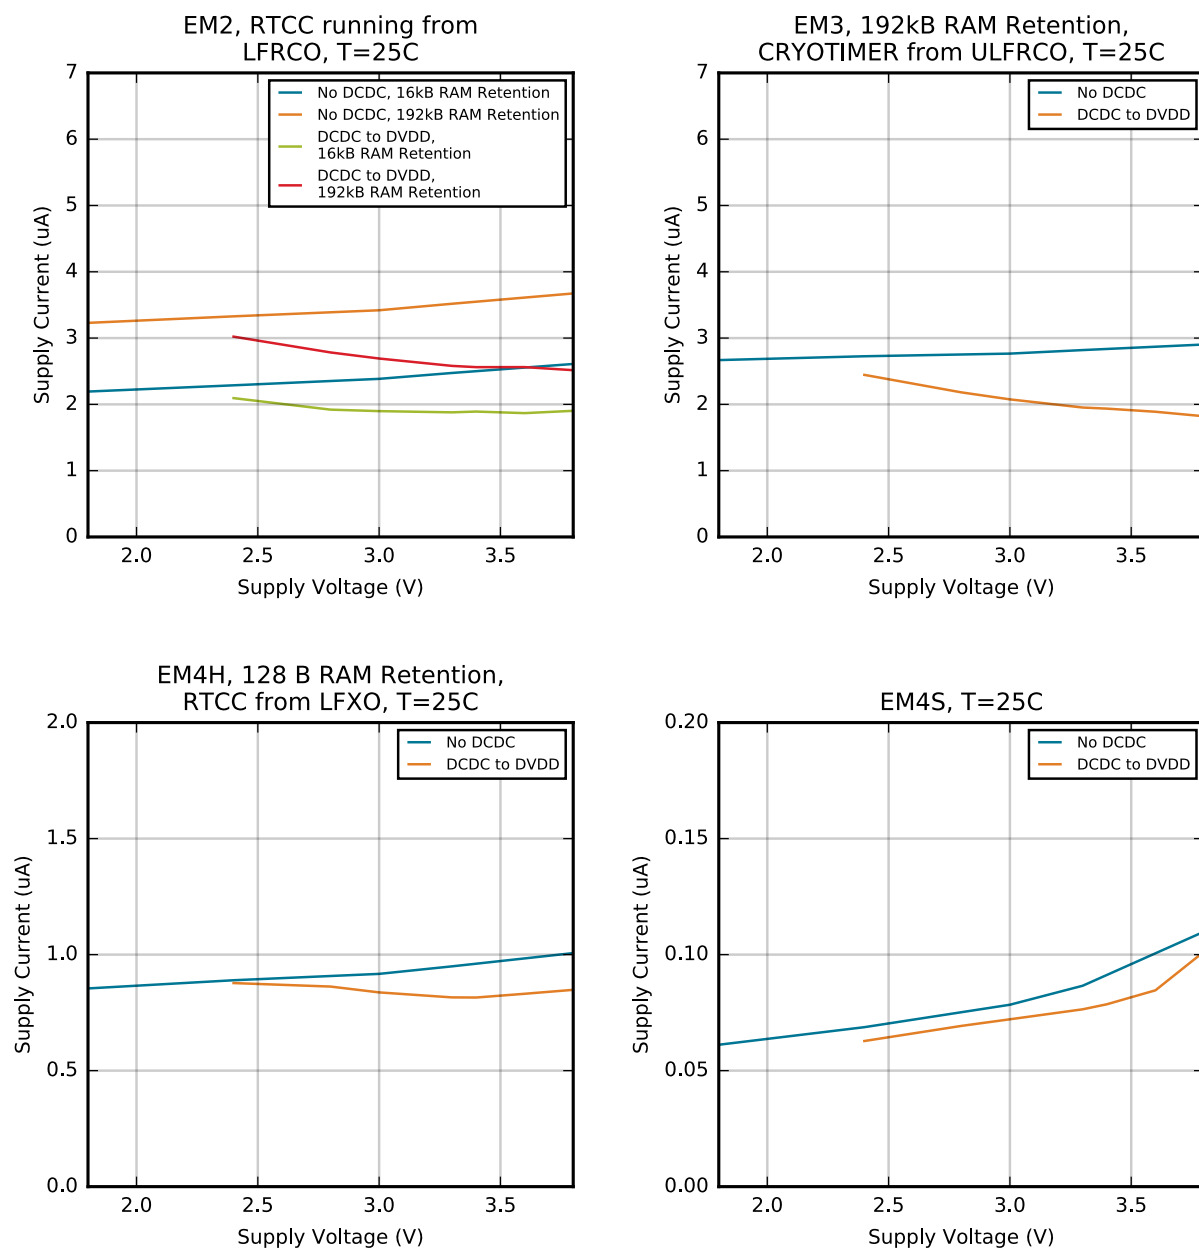 EM2, RTCC running from
LFRCO, T=25C
7
6
5
4
3
2
1
0
Supply Current (uA)
No DCDC, 16kB RAM Retention
No DCDC, 192kB RAM Retention
DCDC to DVDD,
16kB RAM Retention
DCDC to DVDD,
192kB RAM Retention
2.0 2.5 3.0 3.5
Supply Voltage (V)
EM3, 192kB RAM Retention,
CRYOTIMER from ULFRCO, T=25C
7
6
5
4
3
2
1
0
Supply Current (uA)
No DCDC
DCDC to DVDD
2.0 2.5 3.0 3.5
Supply Voltage (V)
EM4H, 128 B RAM Retention,
RTCC from LFXO, T=25C
2.0
1.5
1.0
0.5
0.0
Supply Current (uA)
No DCDC
DCDC to DVDD
2.0 2.5 3.0 3.5
Supply Voltage (V)
EM4S, T=25C
0.20
0.15
0.10
0.05
0.00
Supply Current (uA)
No DCDC
DCDC to DVDD
2.0 2.5 3.0 3.5
Supply Voltage (V)